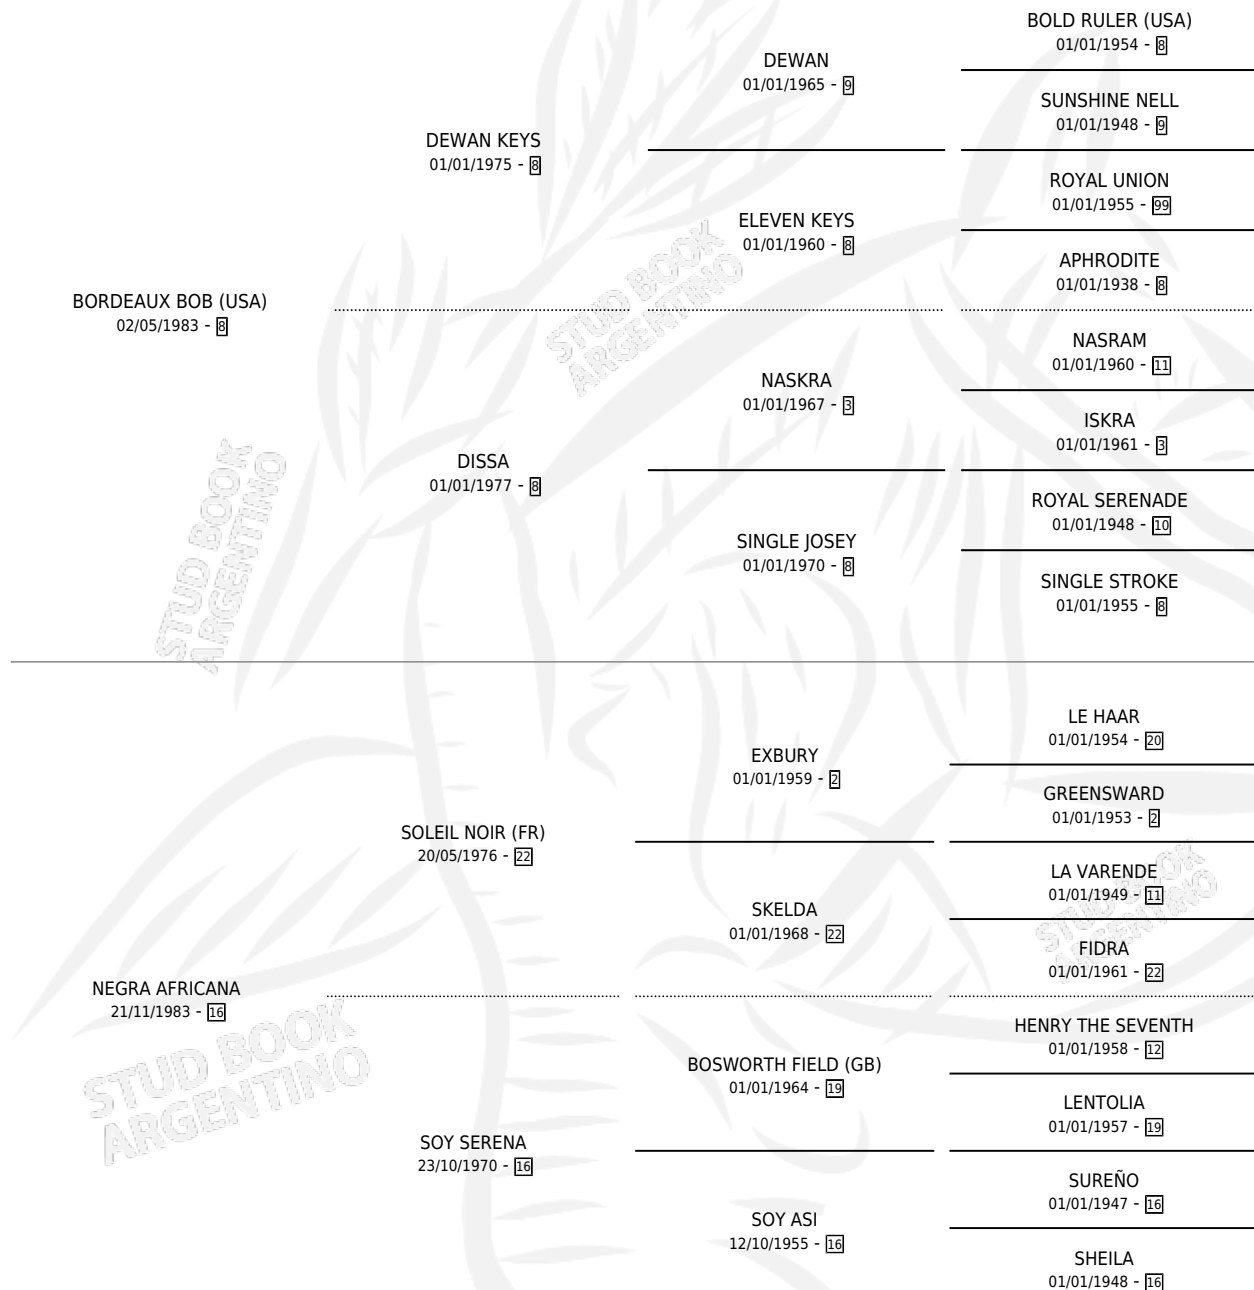 BOLD RULER (USA)
01/01/1954 - 8
DEWAN
01/01/1965 - 9
SUNSHINE NELL
01/01/1948 - 9
DEWAN KEYS
01/01/1975 - 8
ROYAL UNION
01/01/1955 - 99
ELEVEN KEYS
01/01/1960 - 8
APHRODITE
01/01/1938 - 8
BORDEAUX BOB (USA)
02/05/1983 - 8
NASRAM
01/01/1960 - 11
NASKRA
01/01/1967 - 3
ISKRA
01/01/1961 - 3
DISSA
01/01/1977 - 8
ROYAL SERENADE
01/01/1948 - 10
SINGLE JOSEY
01/01/1970 - 8
SINGLE STROKE
01/01/1955 - 8
LE HAAR
01/01/1954 - 20
EXBURY
01/01/1959 - 2
GREENSWARD
01/01/1953 - 2
SOLEIL NOIR (FR)
20/05/1976 - 22
LA VARENDE
01/01/1949 - 11
SKELDA
01/01/1968 - 22
FIDRA
01/01/1961 - 22
NEGRA AFRICANA
21/11/1983 - 16
HENRY THE SEVENTH
01/01/1958 - 12
BOSWORTH FIELD (GB)
01/01/1964 - 19
LENTOLIA
01/01/1957 - 19
SOY SERENA
23/10/1970 - 16
SUREÑO
01/01/1947 - 16
SOY ASI
12/10/1955 - 16
SHEILA
01/01/1948 - 16
STUD BOOK
ARGENTINO
STUD BOOK
ARGENTINO
STUD BOOK
ARGENTINO
STUD BOOK
ARGENTINO